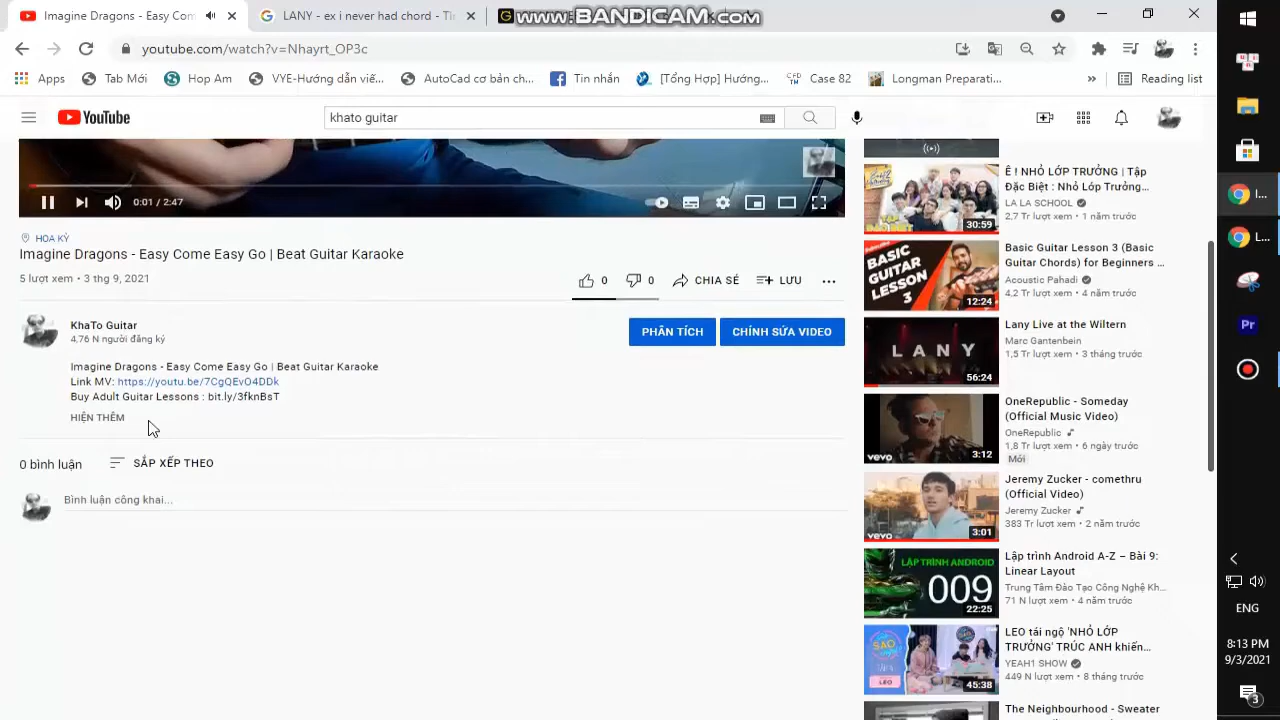 Imagine Dragons - Easy Com
LANY - ex i never had chord - Th
www.BANDICAM.com
youtube.com/watch?v=Nhayrt_OP3c
Apps
Tab Mới
Hop Am
VYE-Hướng dẫn viế...
AutoCad cơ bản ch...
Tin nhắn
[Tổng Hợp] Hướng...
Case 82
Longman Preparati...
»
Reading list
YouTube
khato guitar
0:01 / 2:47
HOA KỲ
Imagine Dragons - Easy Come Easy Go | Beat Guitar Karaoke
5 lượt xem • 3 thg 9, 2021
0
0
CHIA SẺ
LƯU
KhaTo Guitar
4,76 N người đăng ký
PHÂN TÍCH
CHỈNH SỬA VIDEO
Imagine Dragons - Easy Come Easy Go | Beat Guitar Karaoke
Link MV: https://youtu.be/7CgQEvO4DDk
Buy Adult Guitar Lessons : bit.ly/3fknBsT
HIỆN THÊM
0 bình luận
SẮP XẾP THEO
Bình luận công khai...
30:59
Ê ! NHỎ LỚP TRƯỞNG | Tập
Đặc Biệt : Nhỏ Lớp Trưởng...
LA LA SCHOOL
2,7 Tr lượt xem • 1 năm trước
BASIC
GUITAR
LESSON
3
12:24
Basic Guitar Lesson 3 (Basic
Guitar Chords) for Beginners ...
Acoustic Pahadi
4,2 Tr lượt xem • 4 năm trước
LANY
56:24
Lany Live at the Wiltern
Marc Gantenbein
1,5 Tr lượt xem • 3 tháng trước
vevo
3:12
OneRepublic - Someday
(Official Music Video)
OneRepublic
1,8 Tr lượt xem • 6 ngày trước
Mới
vevo
3:01
Jeremy Zucker - comethru
(Official Video)
Jeremy Zucker
383 Tr lượt xem • 2 năm trước
LẬP TRÌNH ANDROID
009
22:25
Lập trình Android A-Z – Bài 9:
Linear Layout
Trung Tâm Đào Tạo Công Nghệ Kh...
71 N lượt xem • 4 năm trước
SAO
LEO
45:38
LEO tái ngộ 'NHỎ LỚP
TRƯỞNG' TRÚC ANH khiến...
YEAH1 SHOW
449 N lượt xem • 8 tháng trước
The Neighbourhood - Sweater
I...
L...
Pr
ENG
8:13 PM
9/3/2021
3